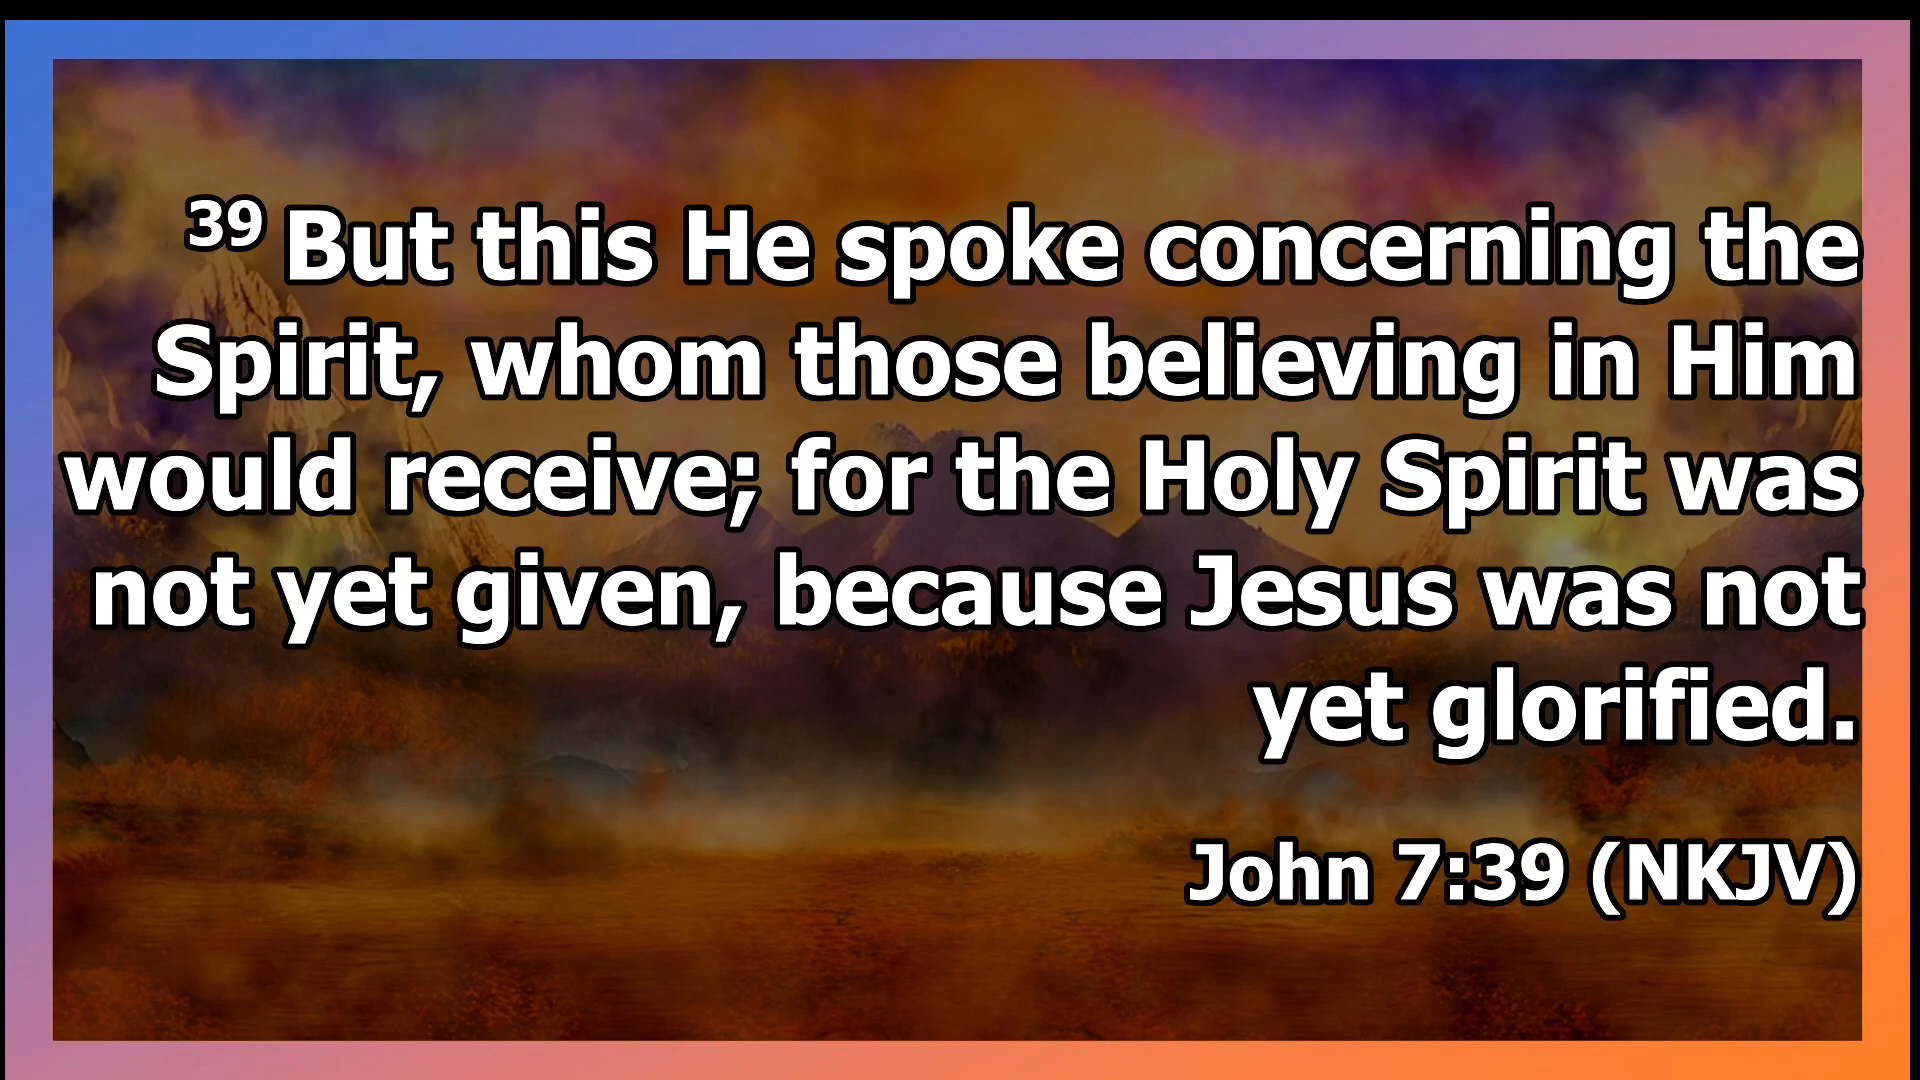 39 But this He spoke concerning the
Spirit, whom those believing in Him
would receive; for the Holy Spirit was
not yet given, because Jesus was not
yet glorified.
John 7:39 (NKJV)